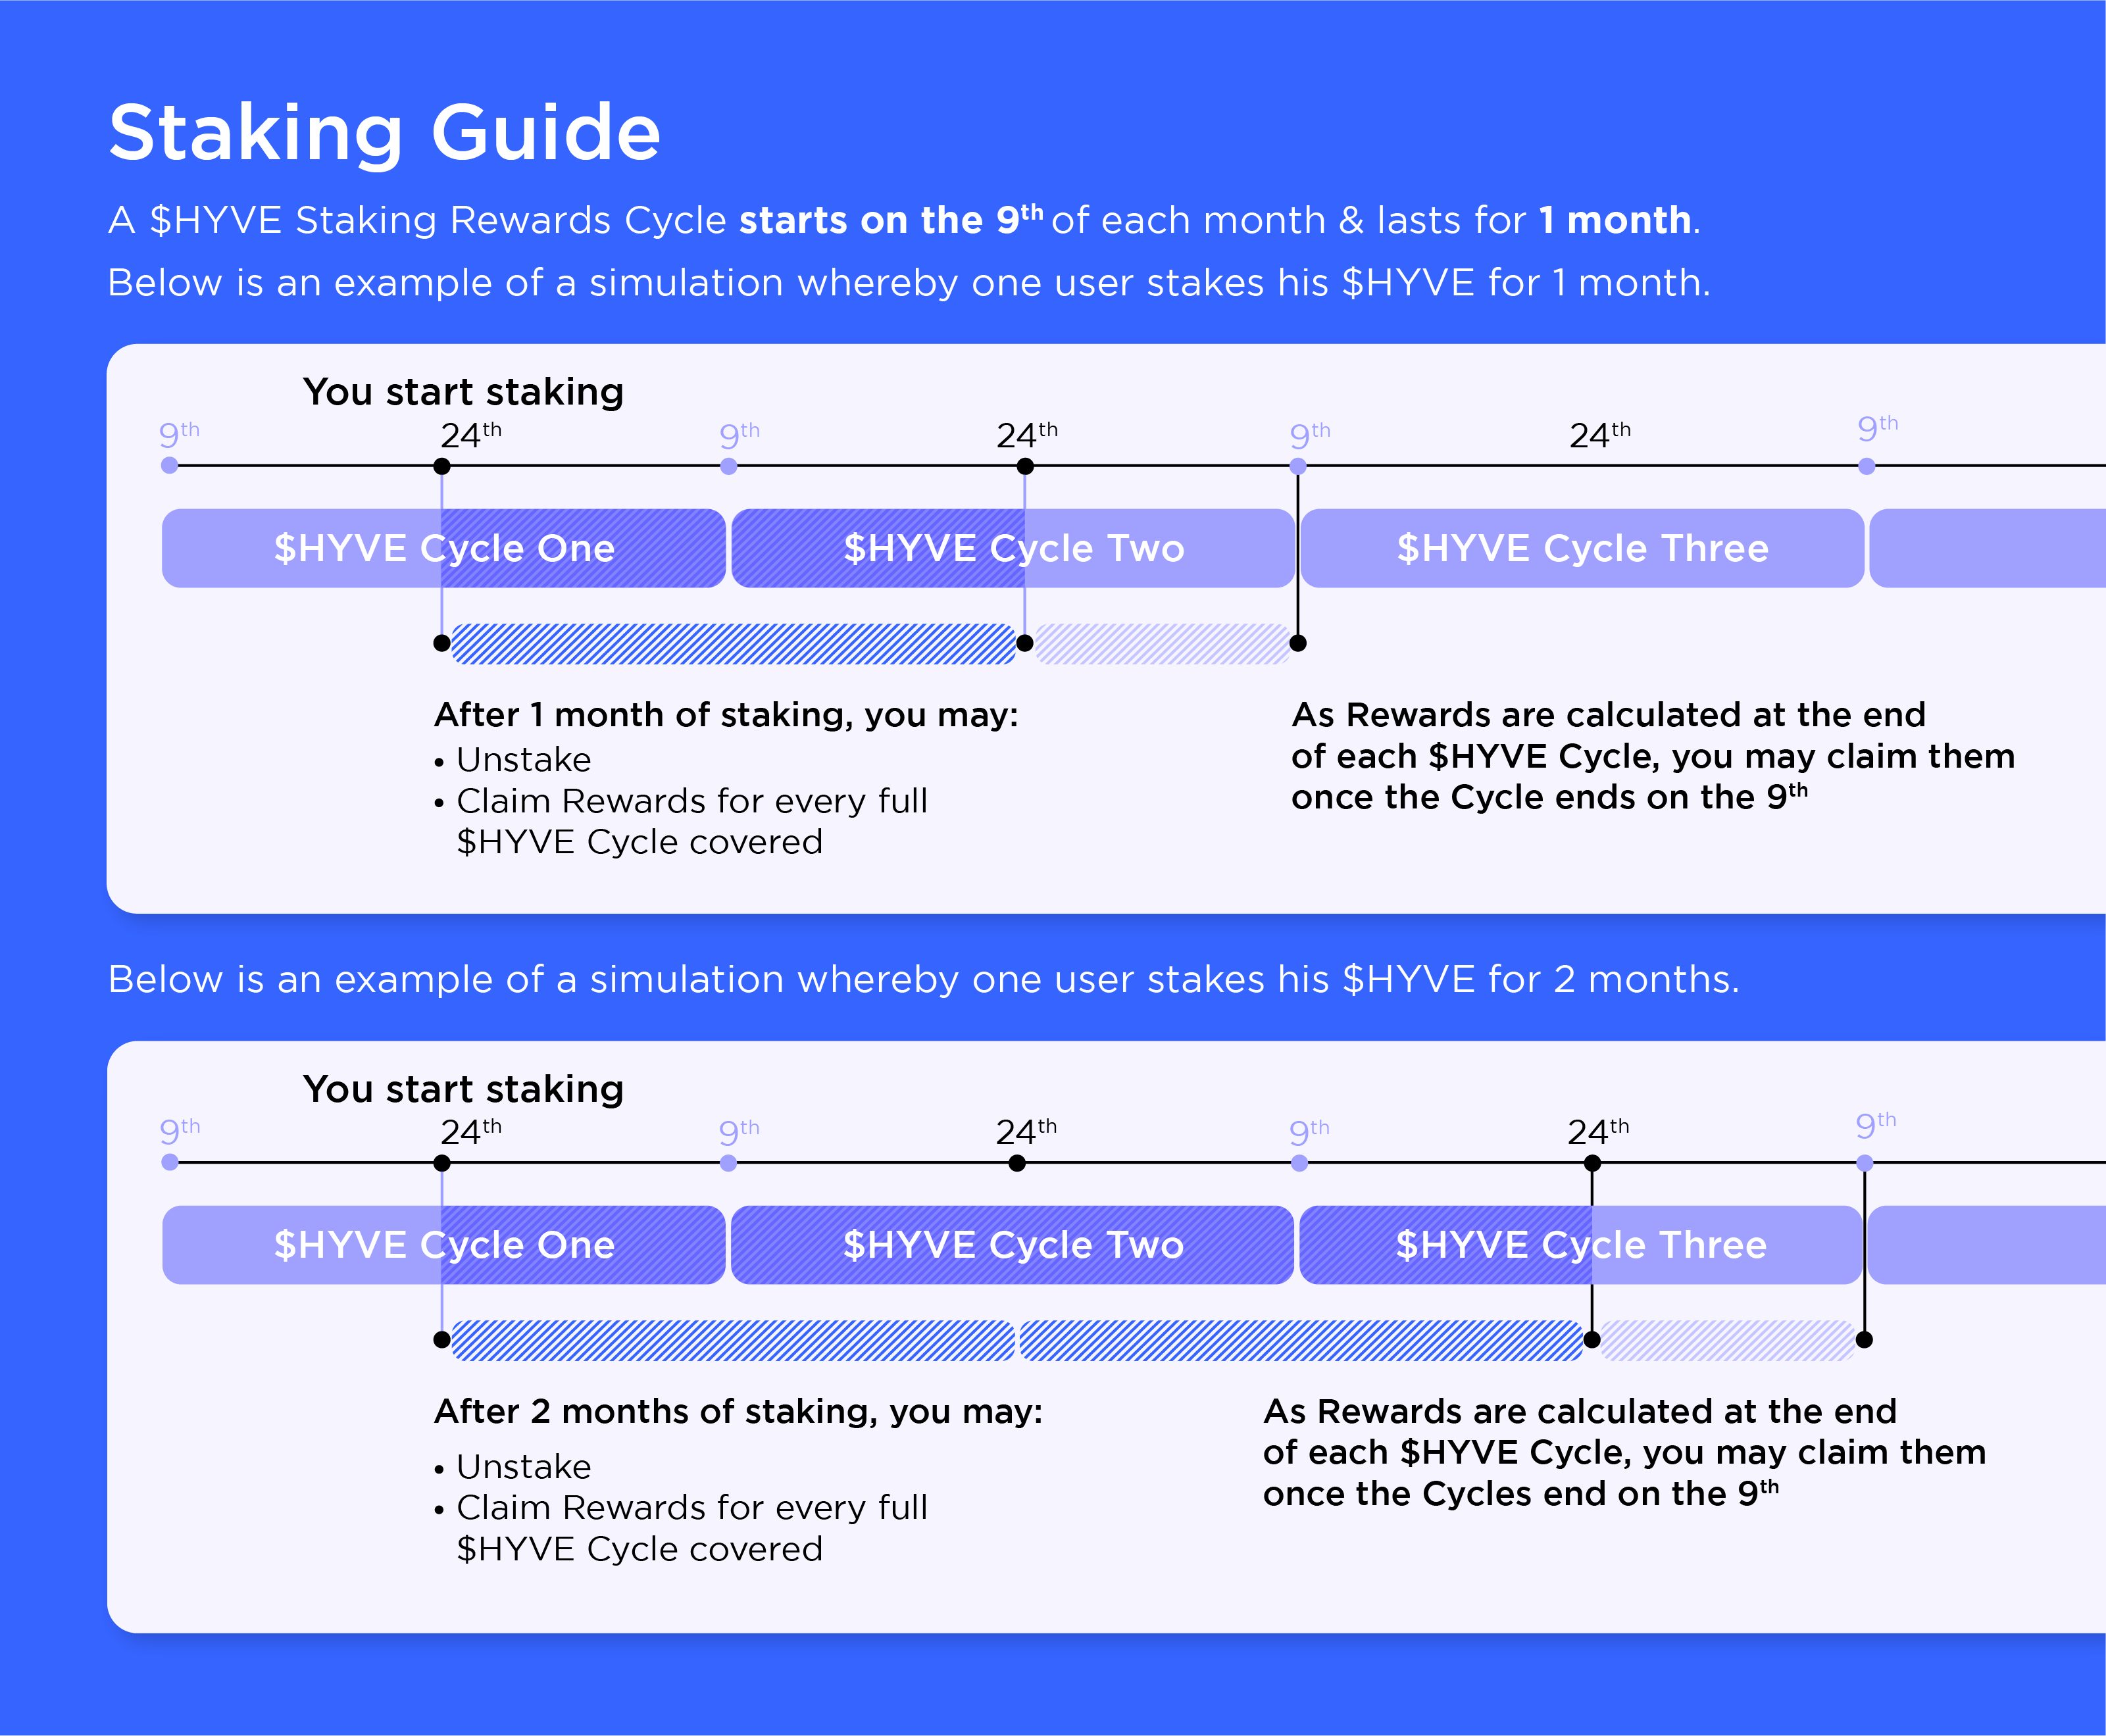 Staking Guide
A $HYVE Staking Rewards Cycle starts on the 9th of each month & lasts for 1 month.
Below is an example of a simulation whereby one user stakes his $HYVE for 1 month.
You start staking
9th 24th 9th 24th 9th 24th 9th
$HYVE Cycle One $HYVE Cycle Two $HYVE Cycle Three
After 1 month of staking, you may:
• Unstake
• Claim Rewards for every full
$HYVE Cycle covered
As Rewards are calculated at the end
of each $HYVE Cycle, you may claim them
once the Cycle ends on the 9th
Below is an example of a simulation whereby one user stakes his $HYVE for 2 months.
You start staking
9th 24th 9th 24th 9th 24th 9th
$HYVE Cycle One $HYVE Cycle Two $HYVE Cycle Three
After 2 months of staking, you may:
• Unstake
• Claim Rewards for every full
$HYVE Cycle covered
As Rewards are calculated at the end
of each $HYVE Cycle, you may claim them
once the Cycles end on the 9th